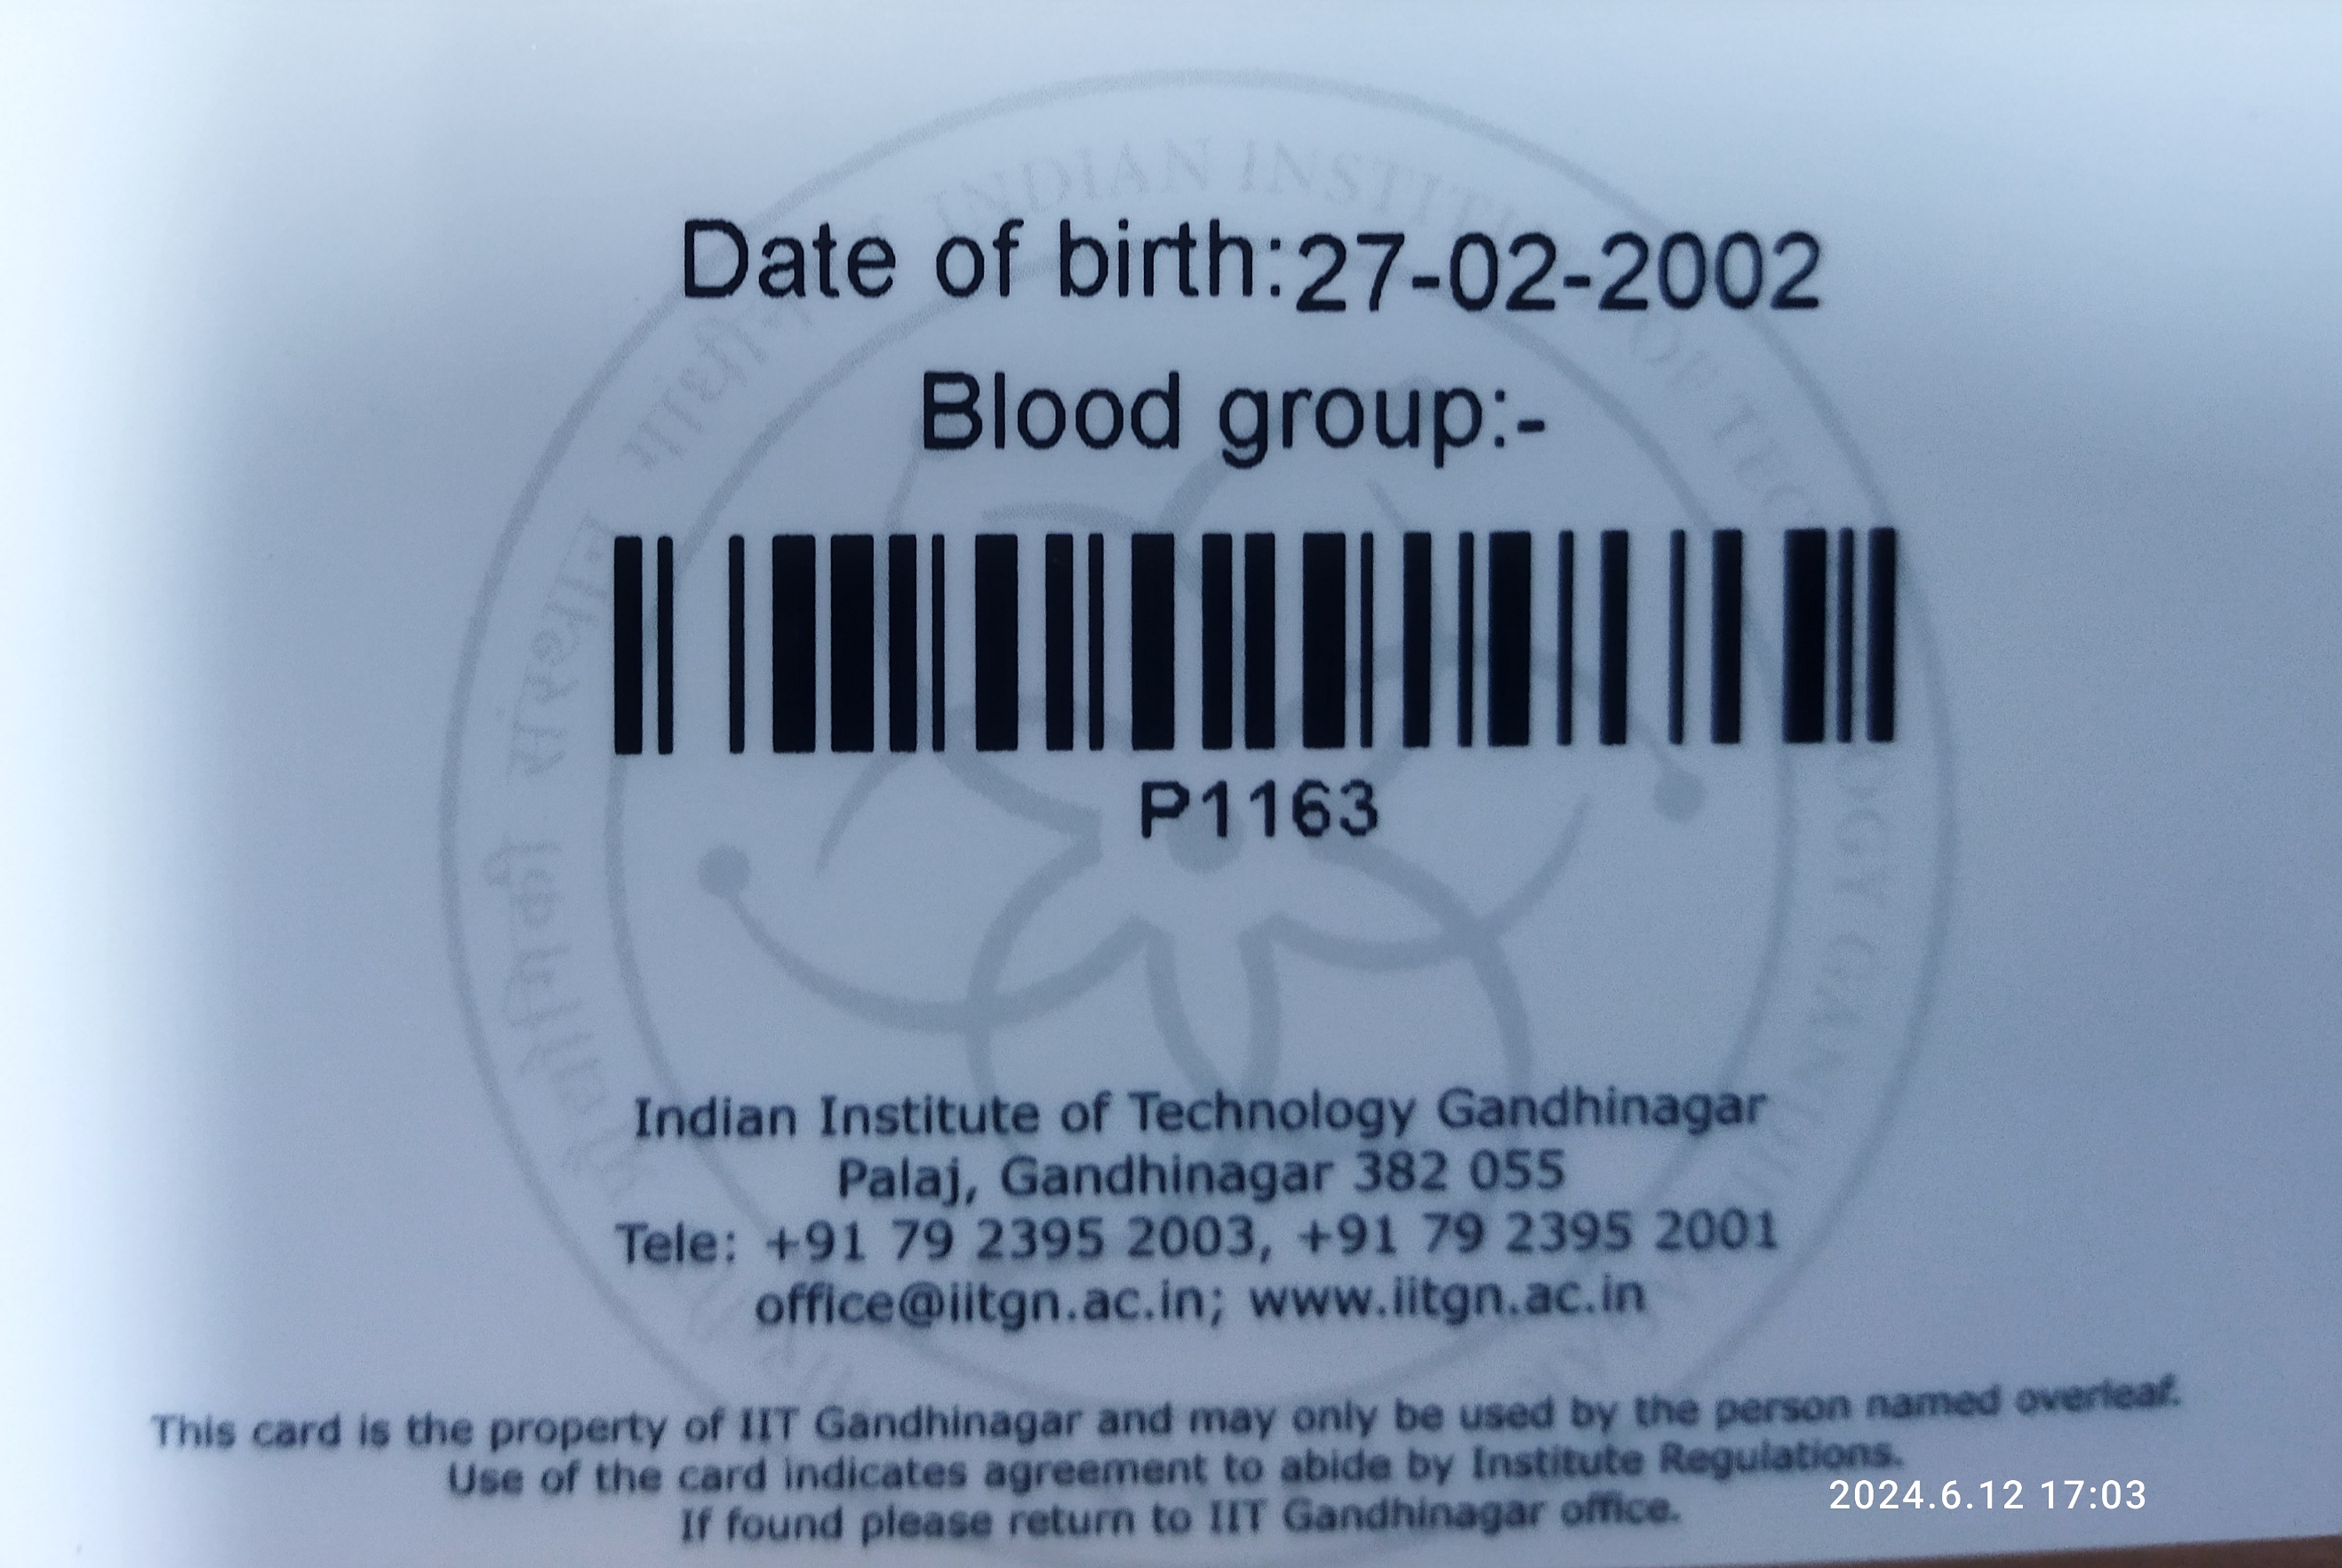 Date of birth:27-02-2002
Blood group:-
P1163
Indian Institute of Technology Gandhinagar
Palaj, Gandhinagar 382 055
Tele: +91 79 2395 2003, +91 79 2395 2001
office@iitgn.ac.in; www.iitgn.ac.in
This card is the property of IIT Gandhinagar and may only be used by the person named overleaf.
Use of the card indicates agreement to abide by Institute Regulations.
If found please return to IIT Gandhinagar office.
2024.6.12 17:03
INDIAN